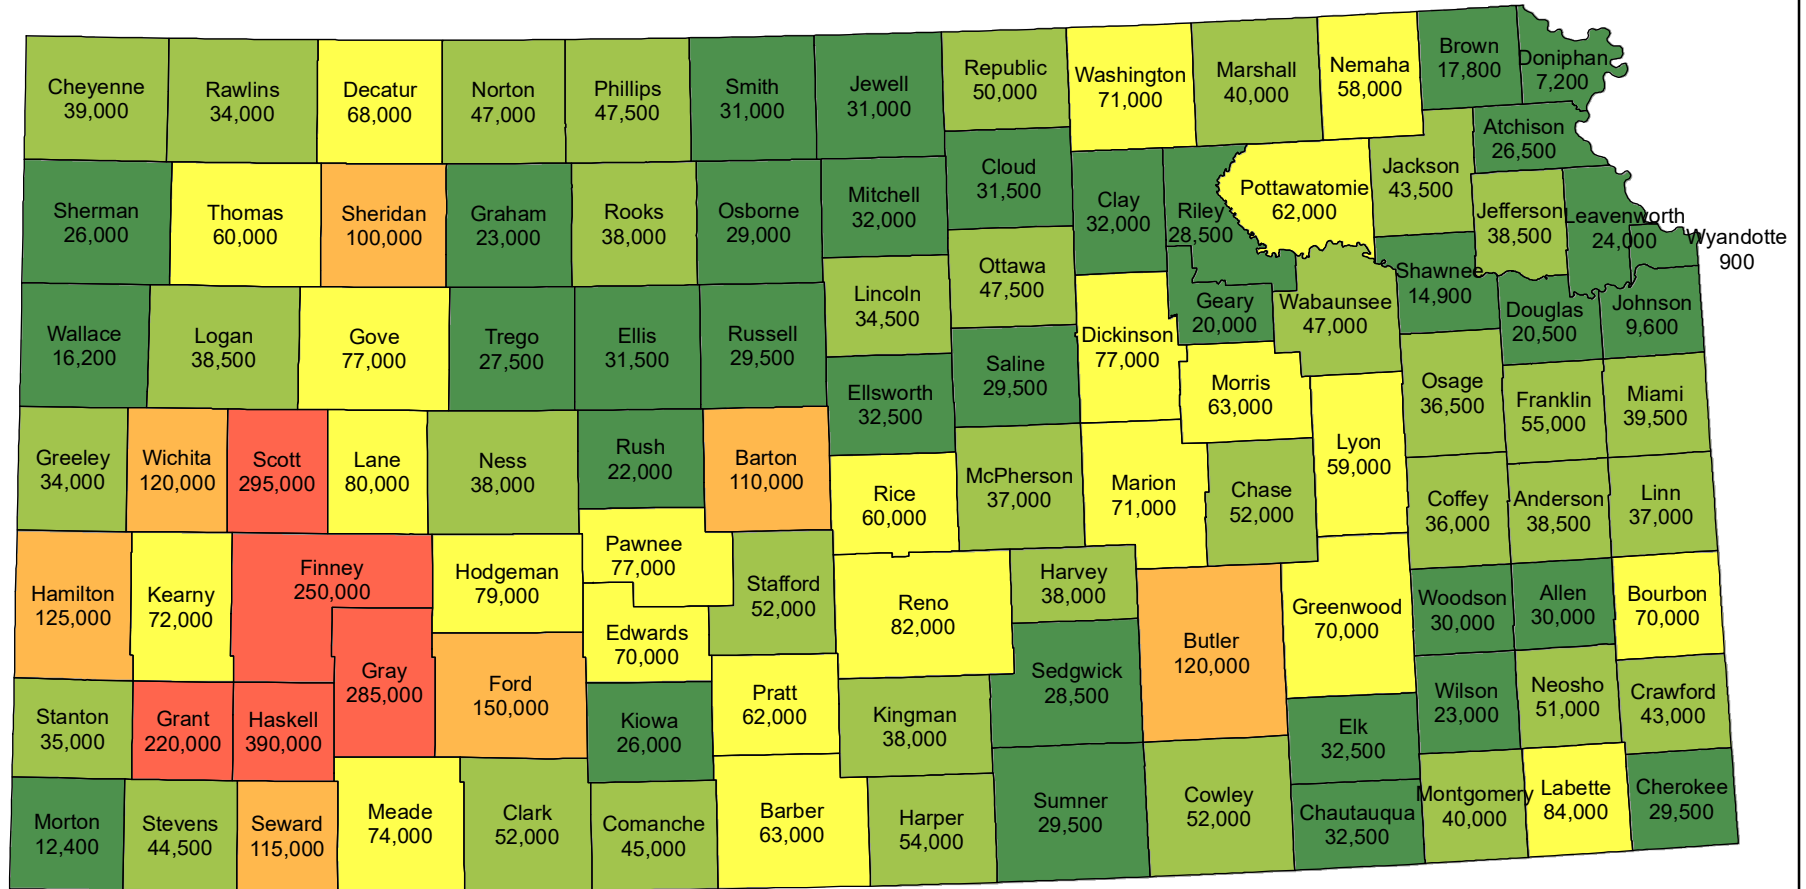 Cheyenne
39,000
Rawlins
34,000
Decatur
68,000
Norton
47,000
Phillips
47,500
Smith
31,000
Jewell
31,000
Republic
50,000
Washington
71,000
Marshall
40,000
Nemaha
58,000
Brown
17,800
Doniphan
7,200
Sherman
26,000
Thomas
60,000
Sheridan
100,000
Graham
23,000
Rooks
38,000
Osborne
29,000
Mitchell
32,000
Cloud
31,500
Clay
32,000
Riley
28,500
Pottawatomie
62,000
Jackson
43,500
Atchison
26,500
Jefferson
38,500
Leavenworth
24,000
Wyandotte
900
Wallace
16,200
Logan
38,500
Gove
77,000
Trego
27,500
Ellis
31,500
Russell
29,500
Lincoln
34,500
Ottawa
47,500
Saline
29,500
Dickinson
77,000
Geary
20,000
Wabaunsee
47,000
Shawnee
14,900
Douglas
20,500
Johnson
9,600
Greeley
34,000
Wichita
120,000
Scott
295,000
Lane
80,000
Ness
38,000
Rush
22,000
Barton
110,000
Ellsworth
32,500
Rice
60,000
McPherson
37,000
Marion
71,000
Morris
63,000
Chase
52,000
Lyon
59,000
Osage
36,500
Franklin
55,000
Miami
39,500
Coffey
36,000
Anderson
38,500
Linn
37,000
Hamilton
125,000
Kearny
72,000
Finney
250,000
Hodgeman
79,000
Pawnee
77,000
Edwards
70,000
Stafford
52,000
Reno
82,000
Harvey
38,000
Sedgwick
28,500
Butler
120,000
Greenwood
70,000
Woodson
30,000
Allen
30,000
Bourbon
70,000
Stanton
35,000
Grant
220,000
Haskell
390,000
Gray
285,000
Ford
150,000
Kiowa
26,000
Pratt
62,000
Kingman
38,000
Elk
32,500
Wilson
23,000
Neosho
51,000
Crawford
43,000
Morton
12,400
Stevens
44,500
Seward
115,000
Meade
74,000
Clark
52,000
Comanche
45,000
Barber
63,000
Harper
54,000
Sumner
29,500
Cowley
52,000
Chautauqua
32,500
Montgomery
40,000
Labette
84,000
Cherokee
29,500